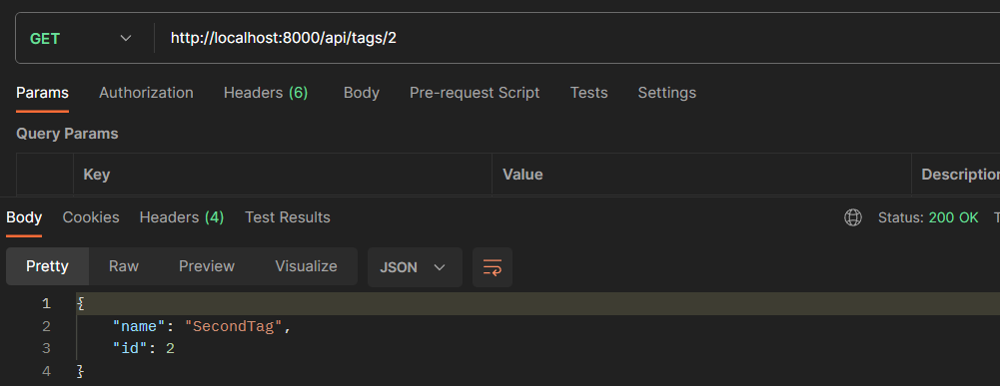 GET http://localhost:8000/api/tags/2
Params Authorization Headers (6) Body Pre-request Script Tests Settings
Query Params
Key Value Description
Body Cookies Headers (4) Test Results Status: 200 OK
Pretty Raw Preview Visualize JSON
1 {
2 "name": "SecondTag",
3 "id": 2
4 }